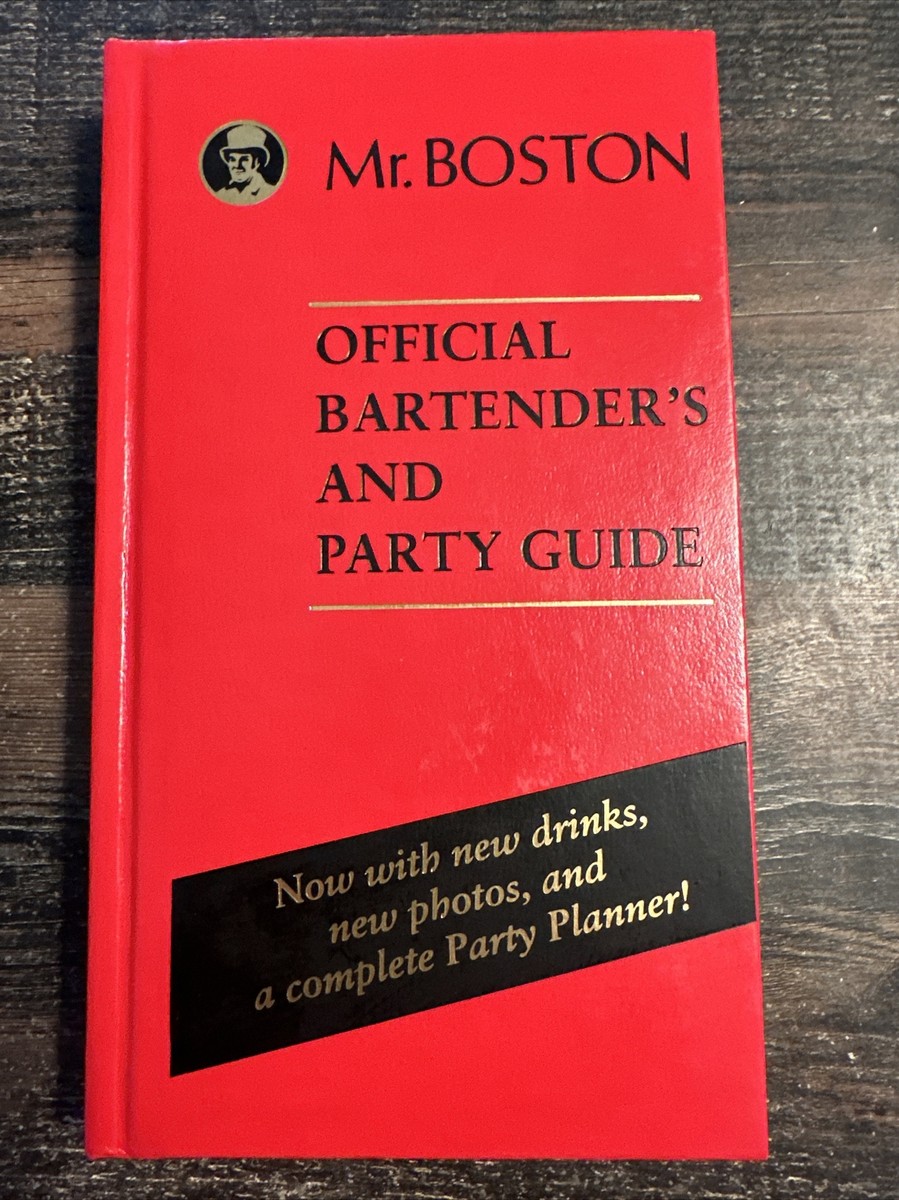 Mr. BOSTON
OFFICIAL
BARTENDER'S
AND
PARTY GUIDE
Now with new drinks,
new photos, and
a complete Party Planner!